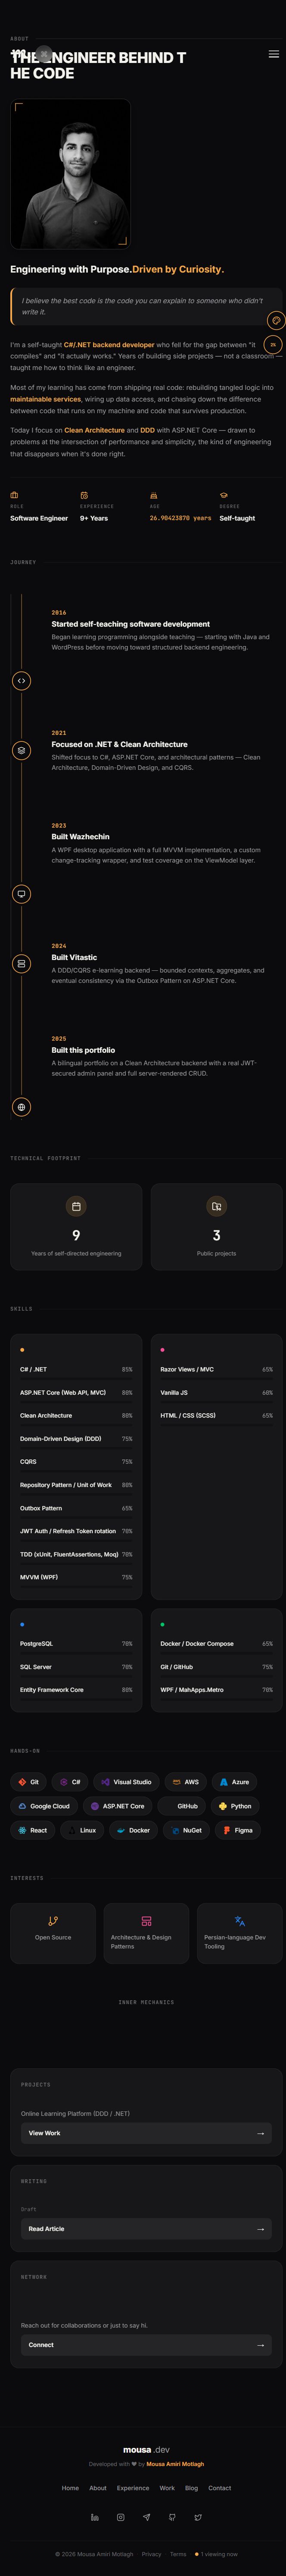 ABOUT
THE ENGINEER BEHIND T
HE CODE
Engineering with Purpose.Driven by Curiosity.
I believe the best code is the code you can explain to someone who didn't
write it.
I'm a self-taught C#/.NET backend developer who fell for the gap between "it
compiles" and "it actually works." Years of building side projects — not a classroom —
taught me how to think like an engineer.
Most of my learning has come from shipping real code: rebuilding tangled logic into
maintainable services, wiring up data access, and chasing down the difference
between code that runs on my machine and code that survives production.
Today I focus on Clean Architecture and DDD with ASP.NET Core — drawn to
problems at the intersection of performance and simplicity, the kind of engineering
that disappears when it's done right.
ROLE
Software Engineer
EXPERIENCE
9+ Years
AGE
26.90423870 years
DEGREE
Self-taught
JOURNEY
2016
Started self-teaching software development
Began learning programming alongside teaching — starting with Java and
WordPress before moving toward structured backend engineering.
2021
Focused on .NET & Clean Architecture
Shifted focus to C#, ASP.NET Core, and architectural patterns — Clean
Architecture, Domain-Driven Design, and CQRS.
2023
Built Wazhechin
A WPF desktop application with a full MVVM implementation, a custom
change-tracking wrapper, and test coverage on the ViewModel layer.
2024
Built Vitastic
A DDD/CQRS e-learning backend — bounded contexts, aggregates, and
eventual consistency via the Outbox Pattern on ASP.NET Core.
2025
Built this portfolio
A bilingual portfolio on a Clean Architecture backend with a real JWT-
secured admin panel and full server-rendered CRUD.
TECHNICAL FOOTPRINT
9
Years of self-directed engineering
3
Public projects
SKILLS
C# / .NET 85%
ASP.NET Core (Web API, MVC) 80%
Clean Architecture 80%
Domain-Driven Design (DDD) 75%
CQRS 75%
Repository Pattern / Unit of Work 80%
Outbox Pattern 65%
JWT Auth / Refresh Token rotation 70%
TDD (xUnit, FluentAssertions, Moq) 70%
MVVM (WPF) 75%
Razor Views / MVC 65%
Vanilla JS 60%
HTML / CSS (SCSS) 65%
PostgreSQL 70%
SQL Server 70%
Entity Framework Core 80%
Docker / Docker Compose 65%
Git / GitHub 75%
WPF / MahApps.Metro 70%
HANDS-ON
Git
C#
Visual Studio
AWS
Azure
Google Cloud
ASP.NET Core
GitHub
Python
React
Linux
Docker
NuGet
Figma
INTERESTS
Open Source
Architecture & Design
Patterns
Persian-language Dev
Tooling
INNER MECHANICS
PROJECTS
Online Learning Platform (DDD / .NET)
View Work →
WRITING
Draft
Read Article →
NETWORK
Reach out for collaborations or just to say hi.
Connect →
mousa .dev
Developed with ♥ by Mousa Amiri Motlagh
Home About Experience Work Blog Contact
© 2026 Mousa Amiri Motlagh Privacy Terms 1 viewing now